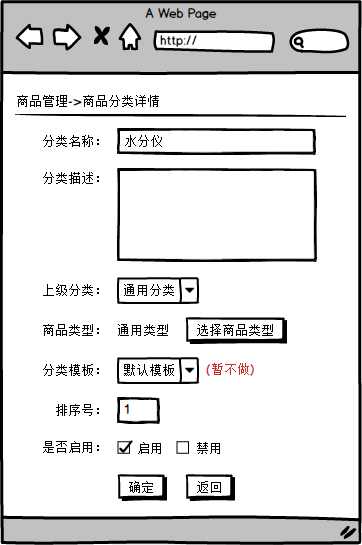 A Web Page
http://
商品管理->商品分类详情
分类名称： 水分仪
分类描述：
上级分类： 通用分类
商品类型： 通用类型 选择商品类型
分类模板： 默认模板 (暂不做)
排序号： 1
是否启用： 启用 禁用
确定 返回